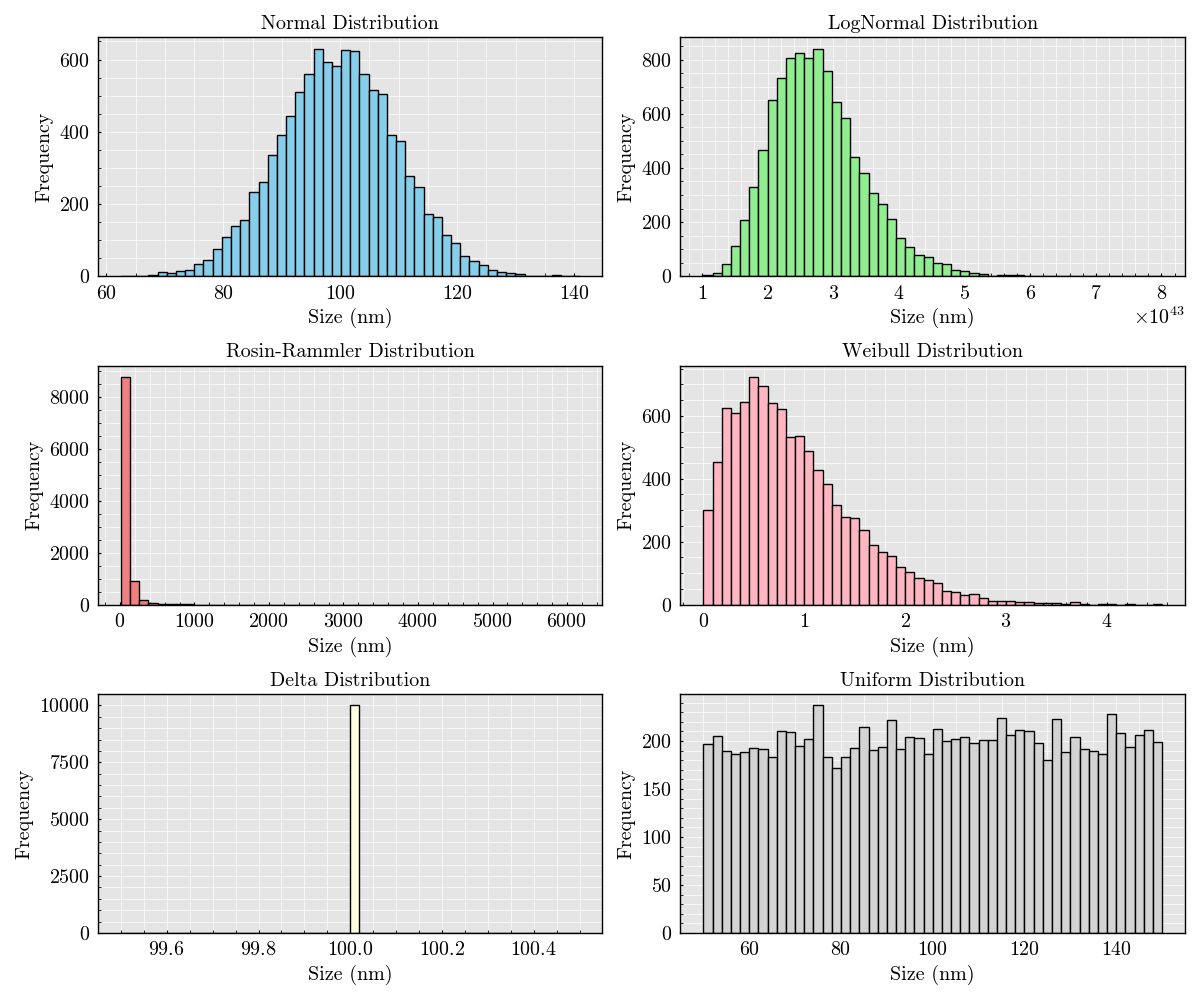 Normal Distribution
Frequency
600
400
200
0
60 80 100 120 140
Size (nm)
LogNormal Distribution
Frequency
800
600
400
200
0
1 2 3 4 5 6 7 8
×10⁴³
Size (nm)
Rosin-Rammler Distribution
Frequency
8000
6000
4000
2000
0
0 1000 2000 3000 4000 5000 6000
Size (nm)
Weibull Distribution
Frequency
600
400
200
0
0 1 2 3 4
Size (nm)
Delta Distribution
Frequency
10000
7500
5000
2500
0
99.6 99.8 100.0 100.2 100.4
Size (nm)
Uniform Distribution
Frequency
200
150
100
50
0
60 80 100 120 140
Size (nm)